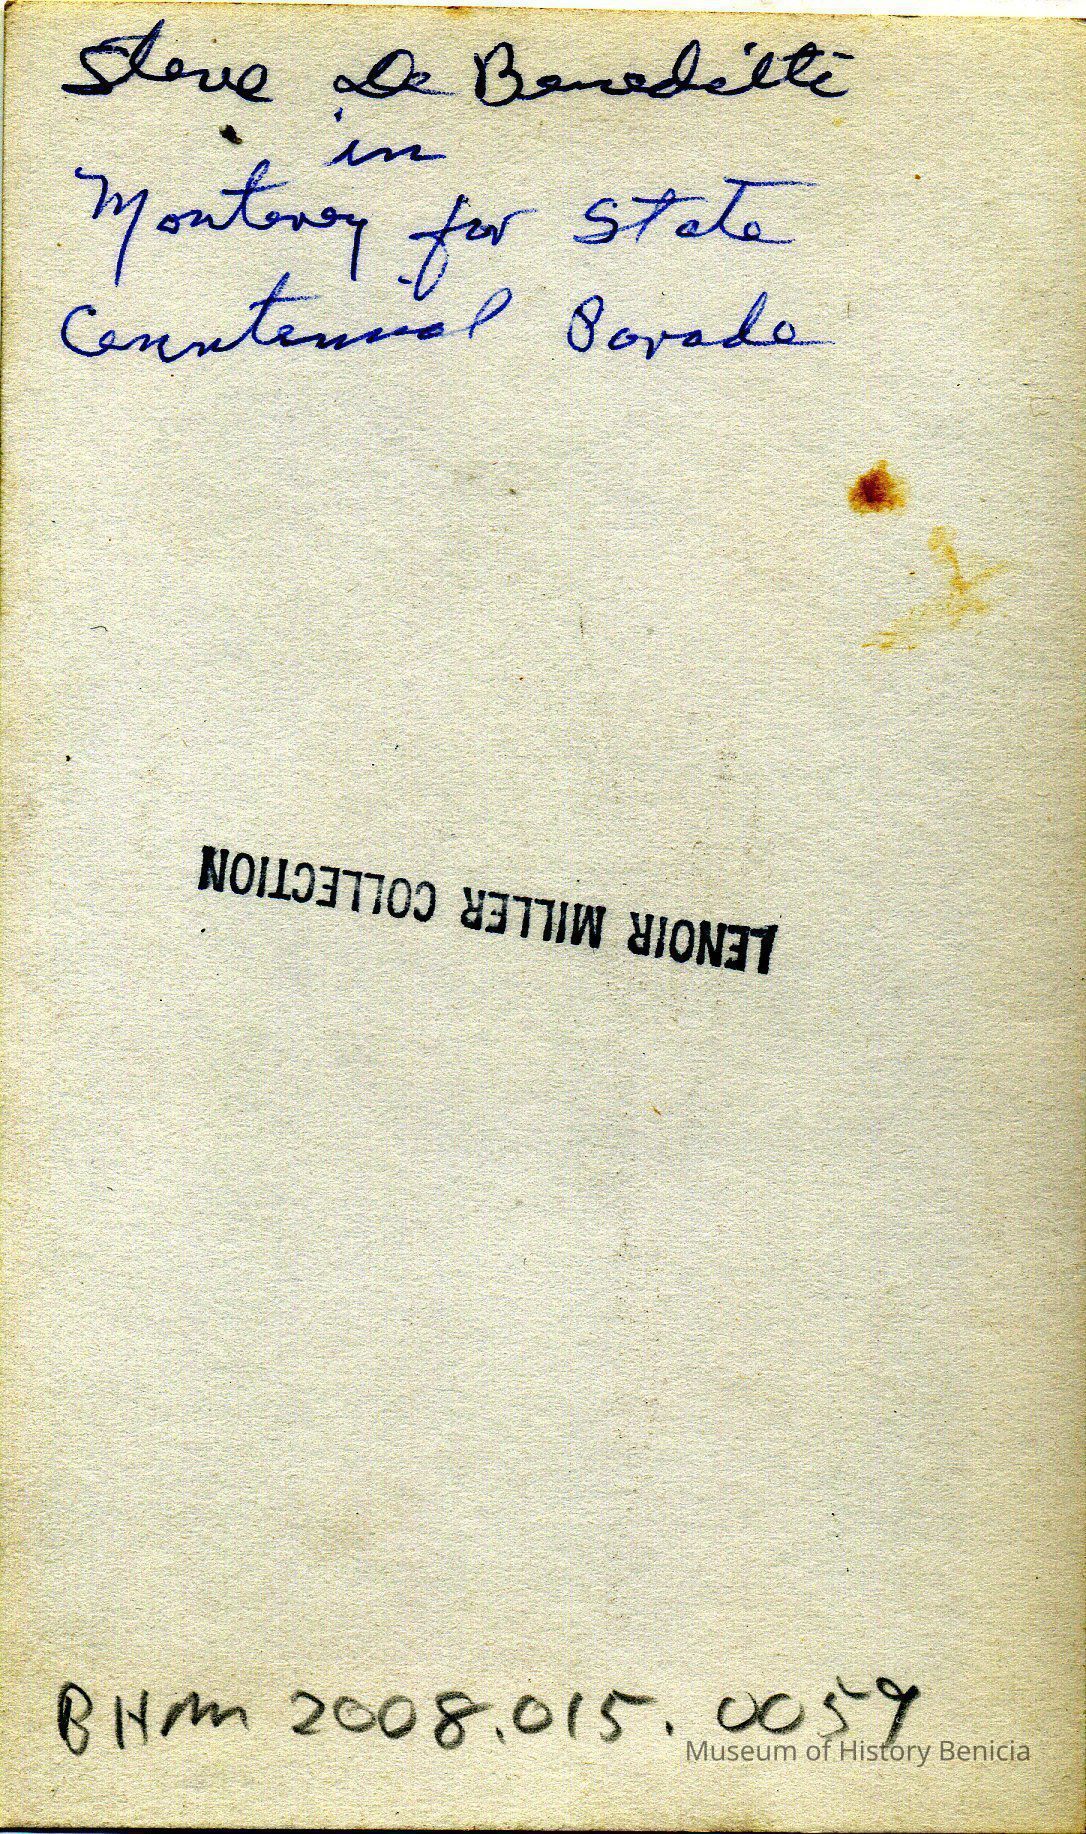 Steve De Benedetti
in
Monterey for State
Centennial Parade
LENOIR MILLER COLLECTION
BHM 2008.015.0059
Museum of History Benicia